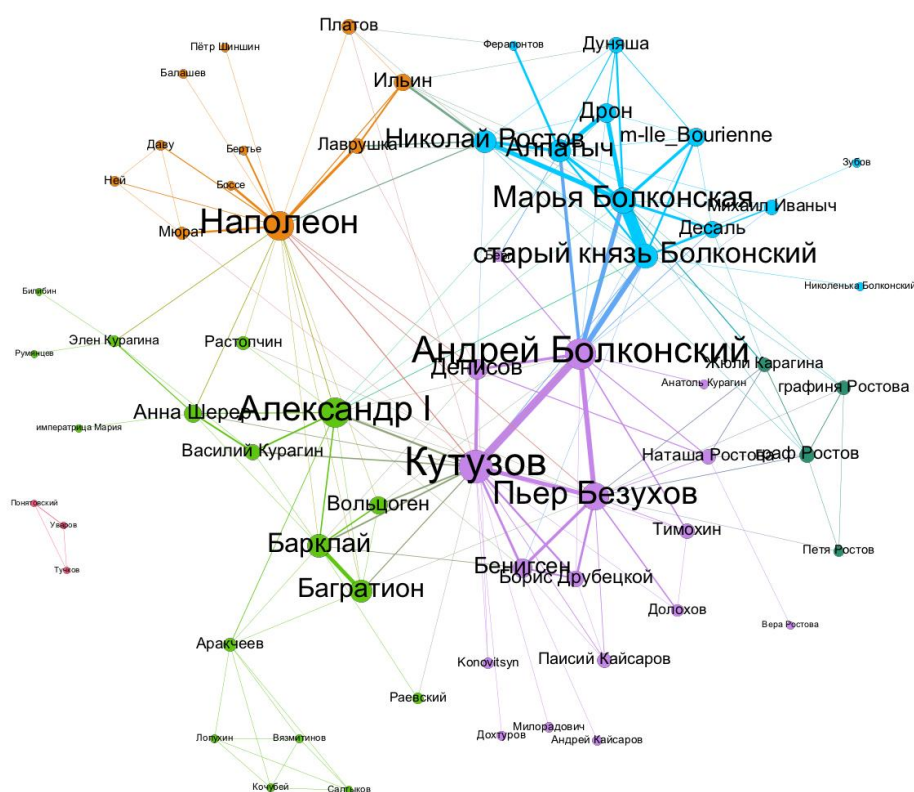 Платов
Ферапонтов
Дуняша
Пётр Шиншин
Балашев
Ильин
Дрон
Николай Ростов
Алпатыч
m-lle_Bourienne
Даву
Бертье
Лаврушка
Зубов
Ней
Боссе
Марья Болконская
Михаил Иваныч
Наполеон
Десаль
Мюрат
старый князь Болконский
Берг
Билибин
Николенька Болконский
Элен Курагина
Растопчин
Румянцев
Андрей Болконский
Денисов
Жюли Карагина
Анатоль Курагин
графиня Ростова
Анна Шерер
Александр I
императрица Мария
Василий Курагин
Наташа Ростова
граф Ростов
Кутузов
Пьер Безухов
Понятовский
Вольцоген
Уваров
Тимохин
Барклай
Петя Ростов
Тучков
Бенигсен
Борис Друбецкой
Багратион
Долохов
Вера Ростова
Аракчеев
Konovitsyn
Паисий Кайсаров
Раевский
Милорадович
Дохтуров
Андрей Кайсаров
Лопухин
Вязмитинов
Кочубей
Салтыков